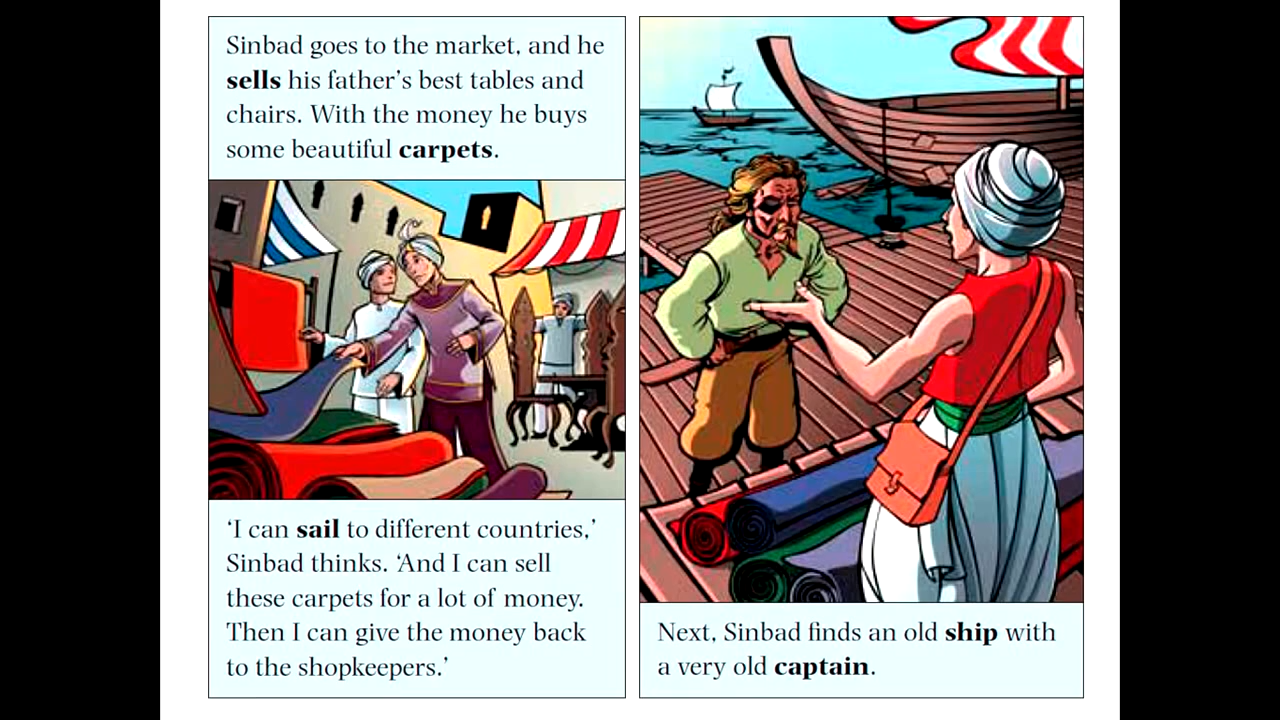 Sinbad goes to the market, and he
sells his father’s best tables and
chairs. With the money he buys
some beautiful carpets.
‘I can sail to different countries,’
Sinbad thinks. ‘And I can sell
these carpets for a lot of money.
Then I can give the money back
to the shopkeepers.’
Next, Sinbad finds an old ship with
a very old captain.